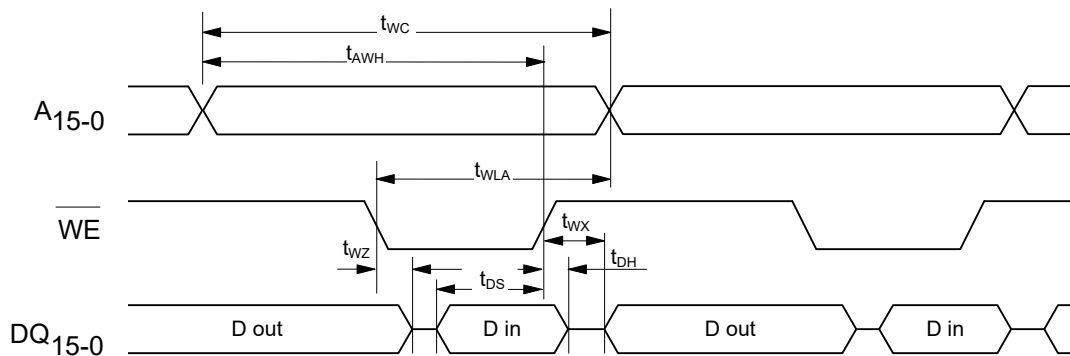 tWC
tAWH
A15-0
tWLA
WE
tWX
tWZ
tDH
tDS
DQ15-0
D out
D in
D out
D in